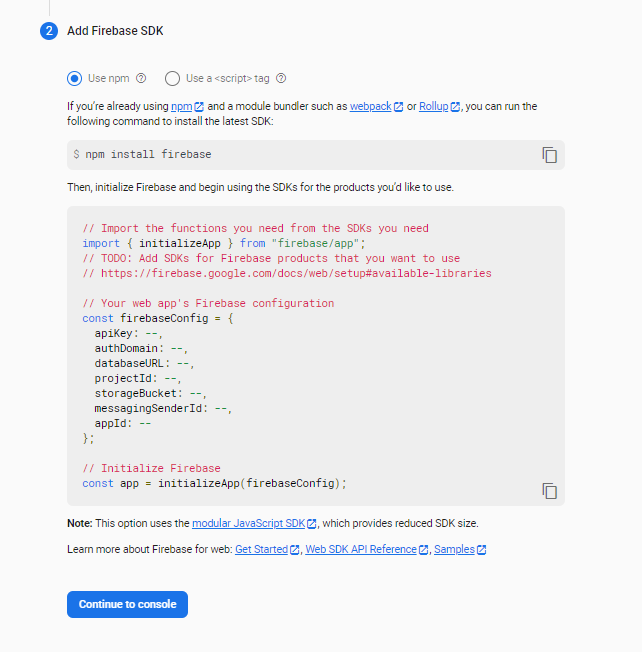 2 Add Firebase SDK
Use npm Use a <script> tag
If you're already using npm and a module bundler such as webpack or Rollup, you can run the
following command to install the latest SDK:
$ npm install firebase
Then, initialize Firebase and begin using the SDKs for the products you'd like to use.
// Import the functions you need from the SDKs you need
import { initializeApp } from "firebase/app";
// TODO: Add SDKs for Firebase products that you want to use
// https://firebase.google.com/docs/web/setup#available-libraries
// Your web app's Firebase configuration
const firebaseConfig = {
apiKey: --,
authDomain: --,
databaseURL: --,
projectId: --,
storageBucket: --,
messagingSenderId: --,
appId: --
};
// Initialize Firebase
const app = initializeApp(firebaseConfig);
Note: This option uses the modular JavaScript SDK, which provides reduced SDK size.
Learn more about Firebase for web: Get Started, Web SDK API Reference, Samples
Continue to console